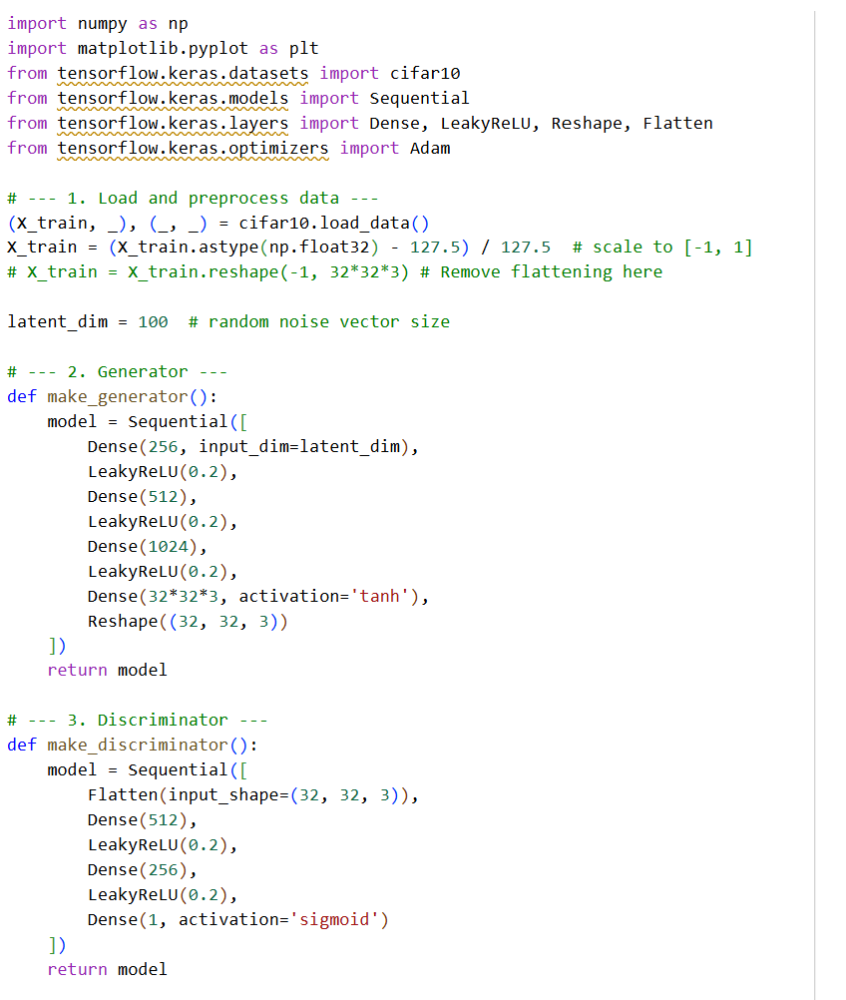 import numpy as np
import matplotlib.pyplot as plt
from tensorflow.keras.datasets import cifar10
from tensorflow.keras.models import Sequential
from tensorflow.keras.layers import Dense, LeakyReLU, Reshape, Flatten
from tensorflow.keras.optimizers import Adam

# --- 1. Load and preprocess data ---
(X_train, _), (_, _) = cifar10.load_data()
X_train = (X_train.astype(np.float32) - 127.5) / 127.5  # scale to [-1, 1]
# X_train = X_train.reshape(-1, 32*32*3) # Remove flattening here

latent_dim = 100  # random noise vector size

# --- 2. Generator ---
def make_generator():
    model = Sequential([
        Dense(256, input_dim=latent_dim),
        LeakyReLU(0.2),
        Dense(512),
        LeakyReLU(0.2),
        Dense(1024),
        LeakyReLU(0.2),
        Dense(32*32*3, activation='tanh'),
        Reshape((32, 32, 3))
    ])
    return model

# --- 3. Discriminator ---
def make_discriminator():
    model = Sequential([
        Flatten(input_shape=(32, 32, 3)),
        Dense(512),
        LeakyReLU(0.2),
        Dense(256),
        LeakyReLU(0.2),
        Dense(1, activation='sigmoid')
    ])
    return model